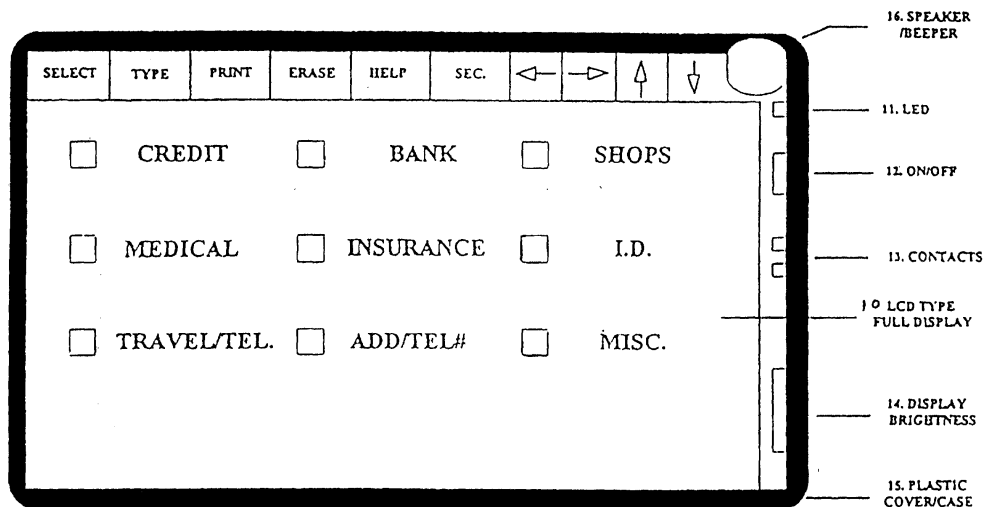 16. SPEAKER
/BEEPER
SELECT TYPE PRINT ERASE HELP SEC.
11. LED
CREDIT BANK SHOPS
12. ON/OFF
MEDICAL INSURANCE I.D.
13. CONTACTS
10 LCD TYPE
FULL DISPLAY
TRAVEL/TEL. ADD/TEL# MISC.
14. DISPLAY
BRIGHTNESS
15. PLASTIC
COVER/CASE